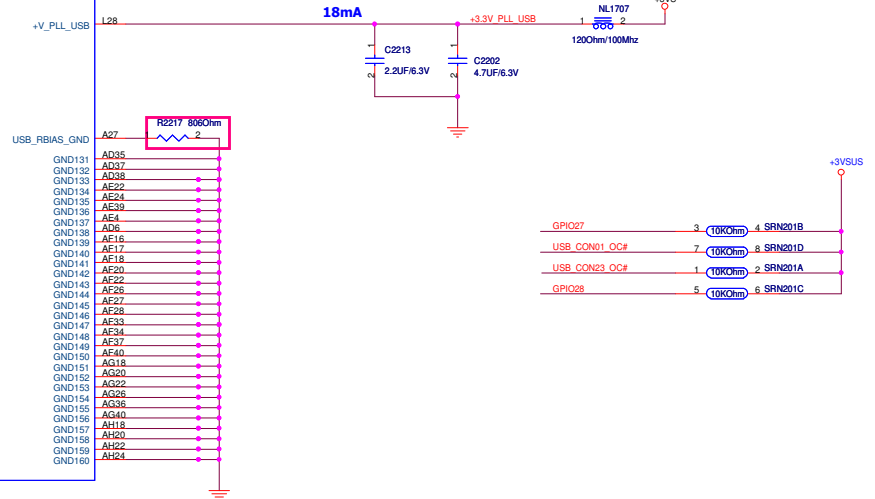 +3VS
NL1707
18mA
+V_PLL_USB L28 +3.3V_PLL_USB 1 2
120Ohm/100Mhz
1 1
C2213
C2202
2 2.2UF/6.3V
2 4.7UF/6.3V
R2217 806Ohm
USB_RBIAS_GND A27 1 2
GND131 AD35
GND132 AD37
GND133 AD38
GND134 AE22
GND135 AE24
GND136 AE39
GND137 AE4
GND138 AD6
GND139 AF16
GND140 AF17
GND141 AF18
GND142 AF20
GND143 AF22
GND144 AF26
GND145 AF27
GND146 AF28
GND147 AF33
GND148 AF34
GND149 AF37
GND150 AF40
GND151 AG18
GND152 AG20
GND153 AG22
GND154 AG26
GND155 AG36
GND156 AG40
GND157 AH18
GND158 AH20
GND159 AH22
GND160 AH24
+3VSUS
GPIO27 3 10KOhm 4 SRN201B
USB_CON01_OC# 7 10KOhm 8 SRN201D
USB_CON23_OC# 1 10KOhm 2 SRN201A
GPIO28 5 10KOhm 6 SRN201C